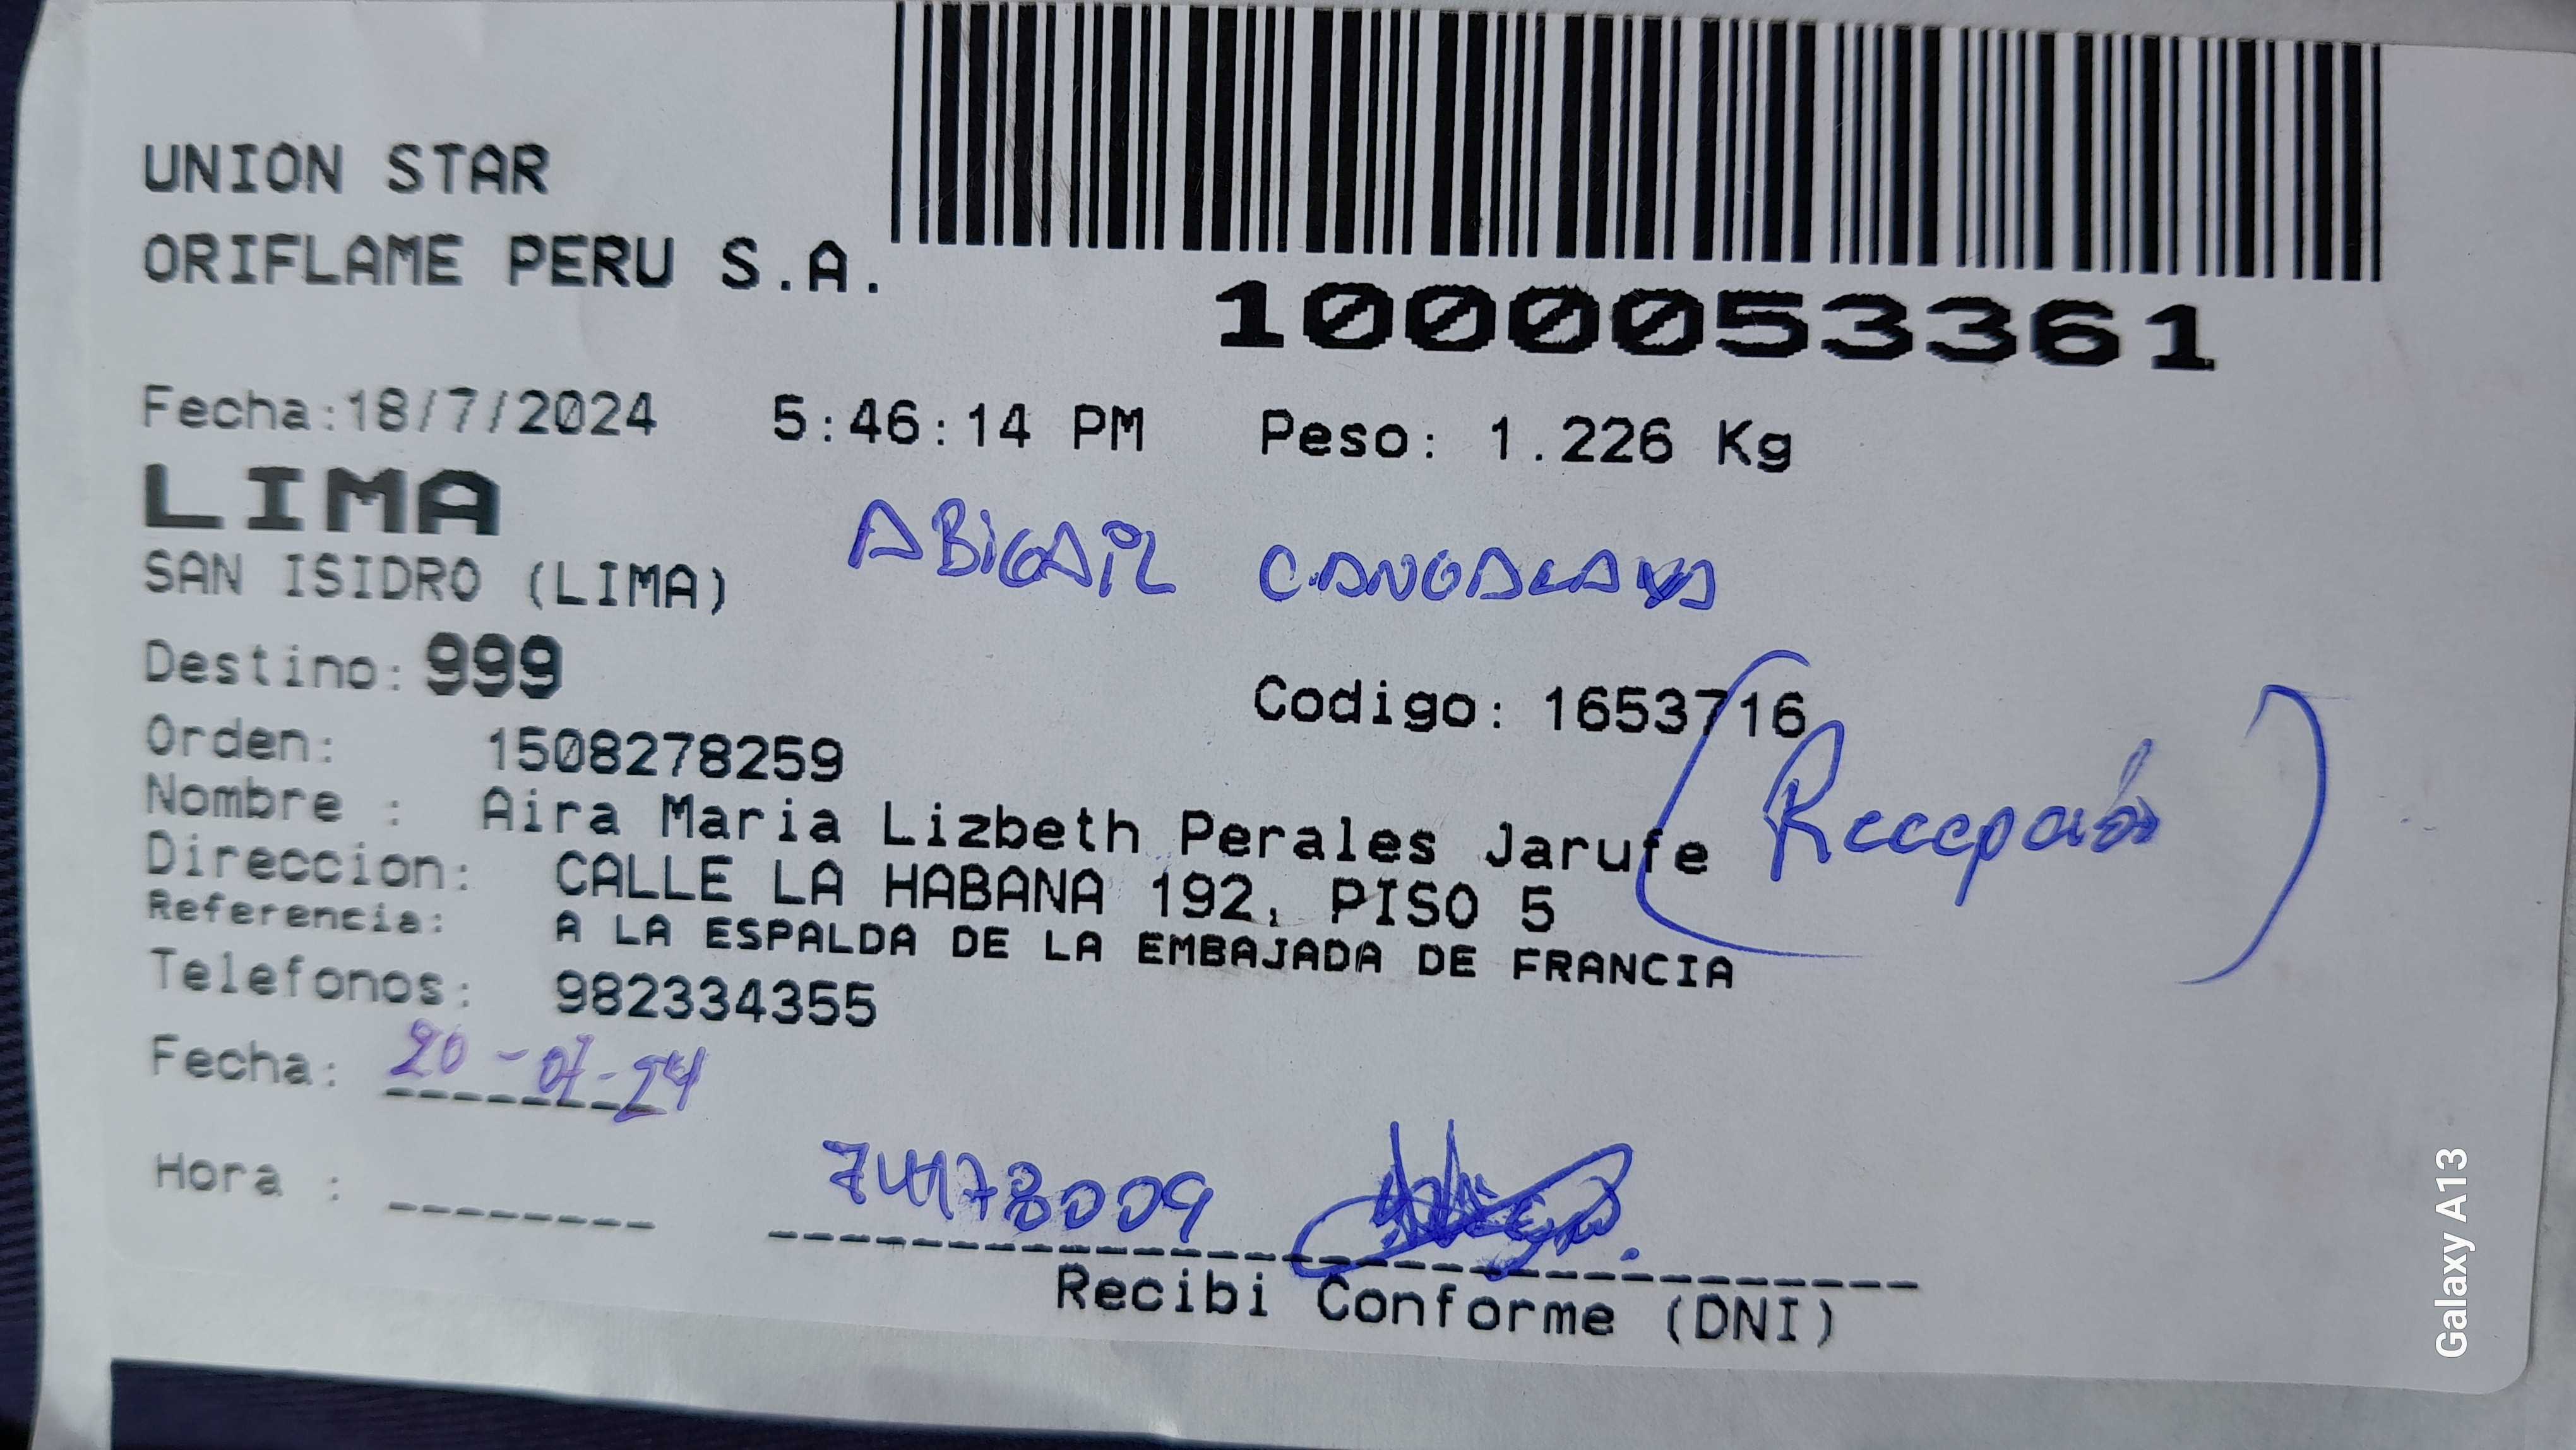 UNION STAR
ORIFLAME PERU S.A.
1000053361
Fecha:18/7/2024 5:46:14 PM Peso: 1.226 Kg
LIMA
ABIGAIL
SAN ISIDRO (LIMA)
Destino: 999
Codigo: 1653716
Orden: 1508278259
Nombre : Aira Maria Lizbeth Perales Jarufe
(Recepción)
Direccion: CALLE LA HABANA 192, PISO 5
Referencia: A LA ESPALDA DE LA EMBAJADA DE FRANCIA
Telefonos: 982334355
Fecha: 20-07-24
Hora :
74178009
Recibi Conforme (DNI)
Galaxy A13